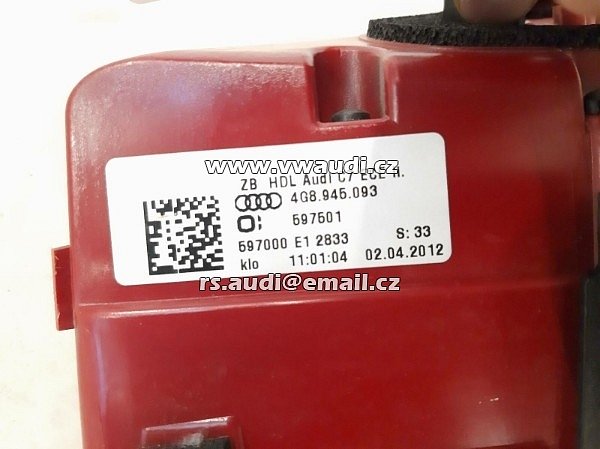 www.vwaudi.cz
ZB HDL Audi C7 ECE
4G8.945.093
597501
597000 E1 2833 S: 33
klo 11:01:04 02.04.2012
rs.audi@email.cz